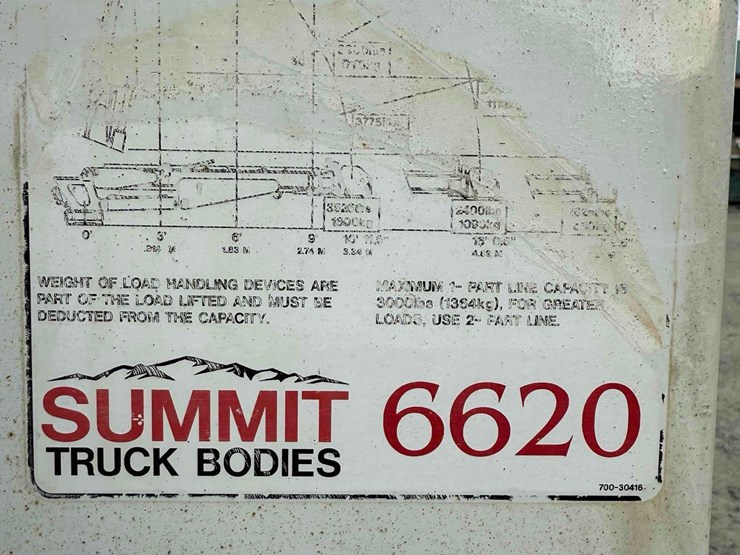 0' 3' 6' 9'
1.83 M 2.74 M
2400lbs
1090kg
WEIGHT OF LOAD HANDLING DEVICES ARE
PART OF THE LOAD LIFTED AND MUST BE
DEDUCTED FROM THE CAPACITY.
MAXIMUM 1- PART LINE CAPACITY IS
3000lbs (1364kg), FOR GREATER
LOADS, USE 2- PART LINE.
SUMMIT
TRUCK BODIES
6620
700-30416